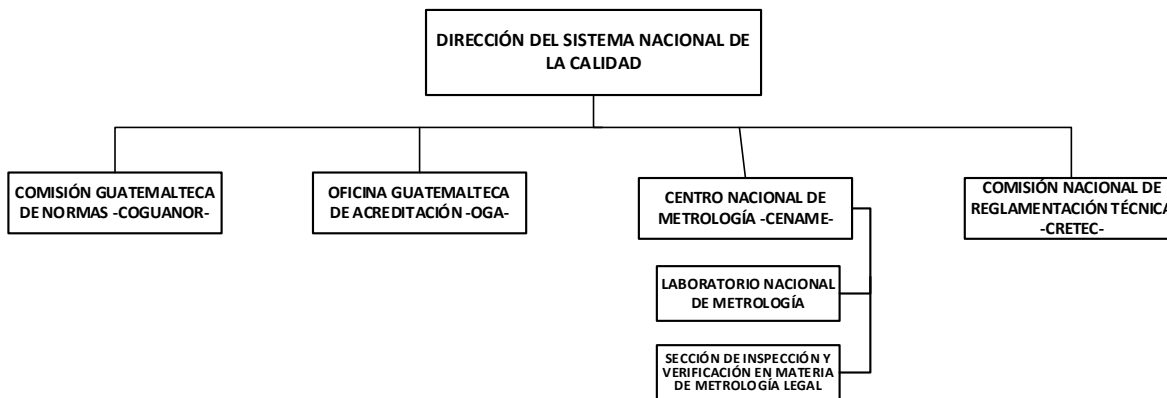 DIRECCIÓN DEL SISTEMA NACIONAL DE
LA CALIDAD
COMISIÓN GUATEMALTECA
DE NORMAS -COGUANOR-
OFICINA GUATEMALTECA
DE ACREDITACIÓN -OGA-
CENTRO NACIONAL DE
METROLOGÍA -CENAME-
COMISIÓN NACIONAL DE
REGLAMENTACIÓN TÉCNICA
-CRETEC-
LABORATORIO NACIONAL
DE METROLOGÍA
SECCIÓN DE INSPECCIÓN Y
VERIFICACIÓN EN MATERIA
DE METROLOGÍA LEGAL